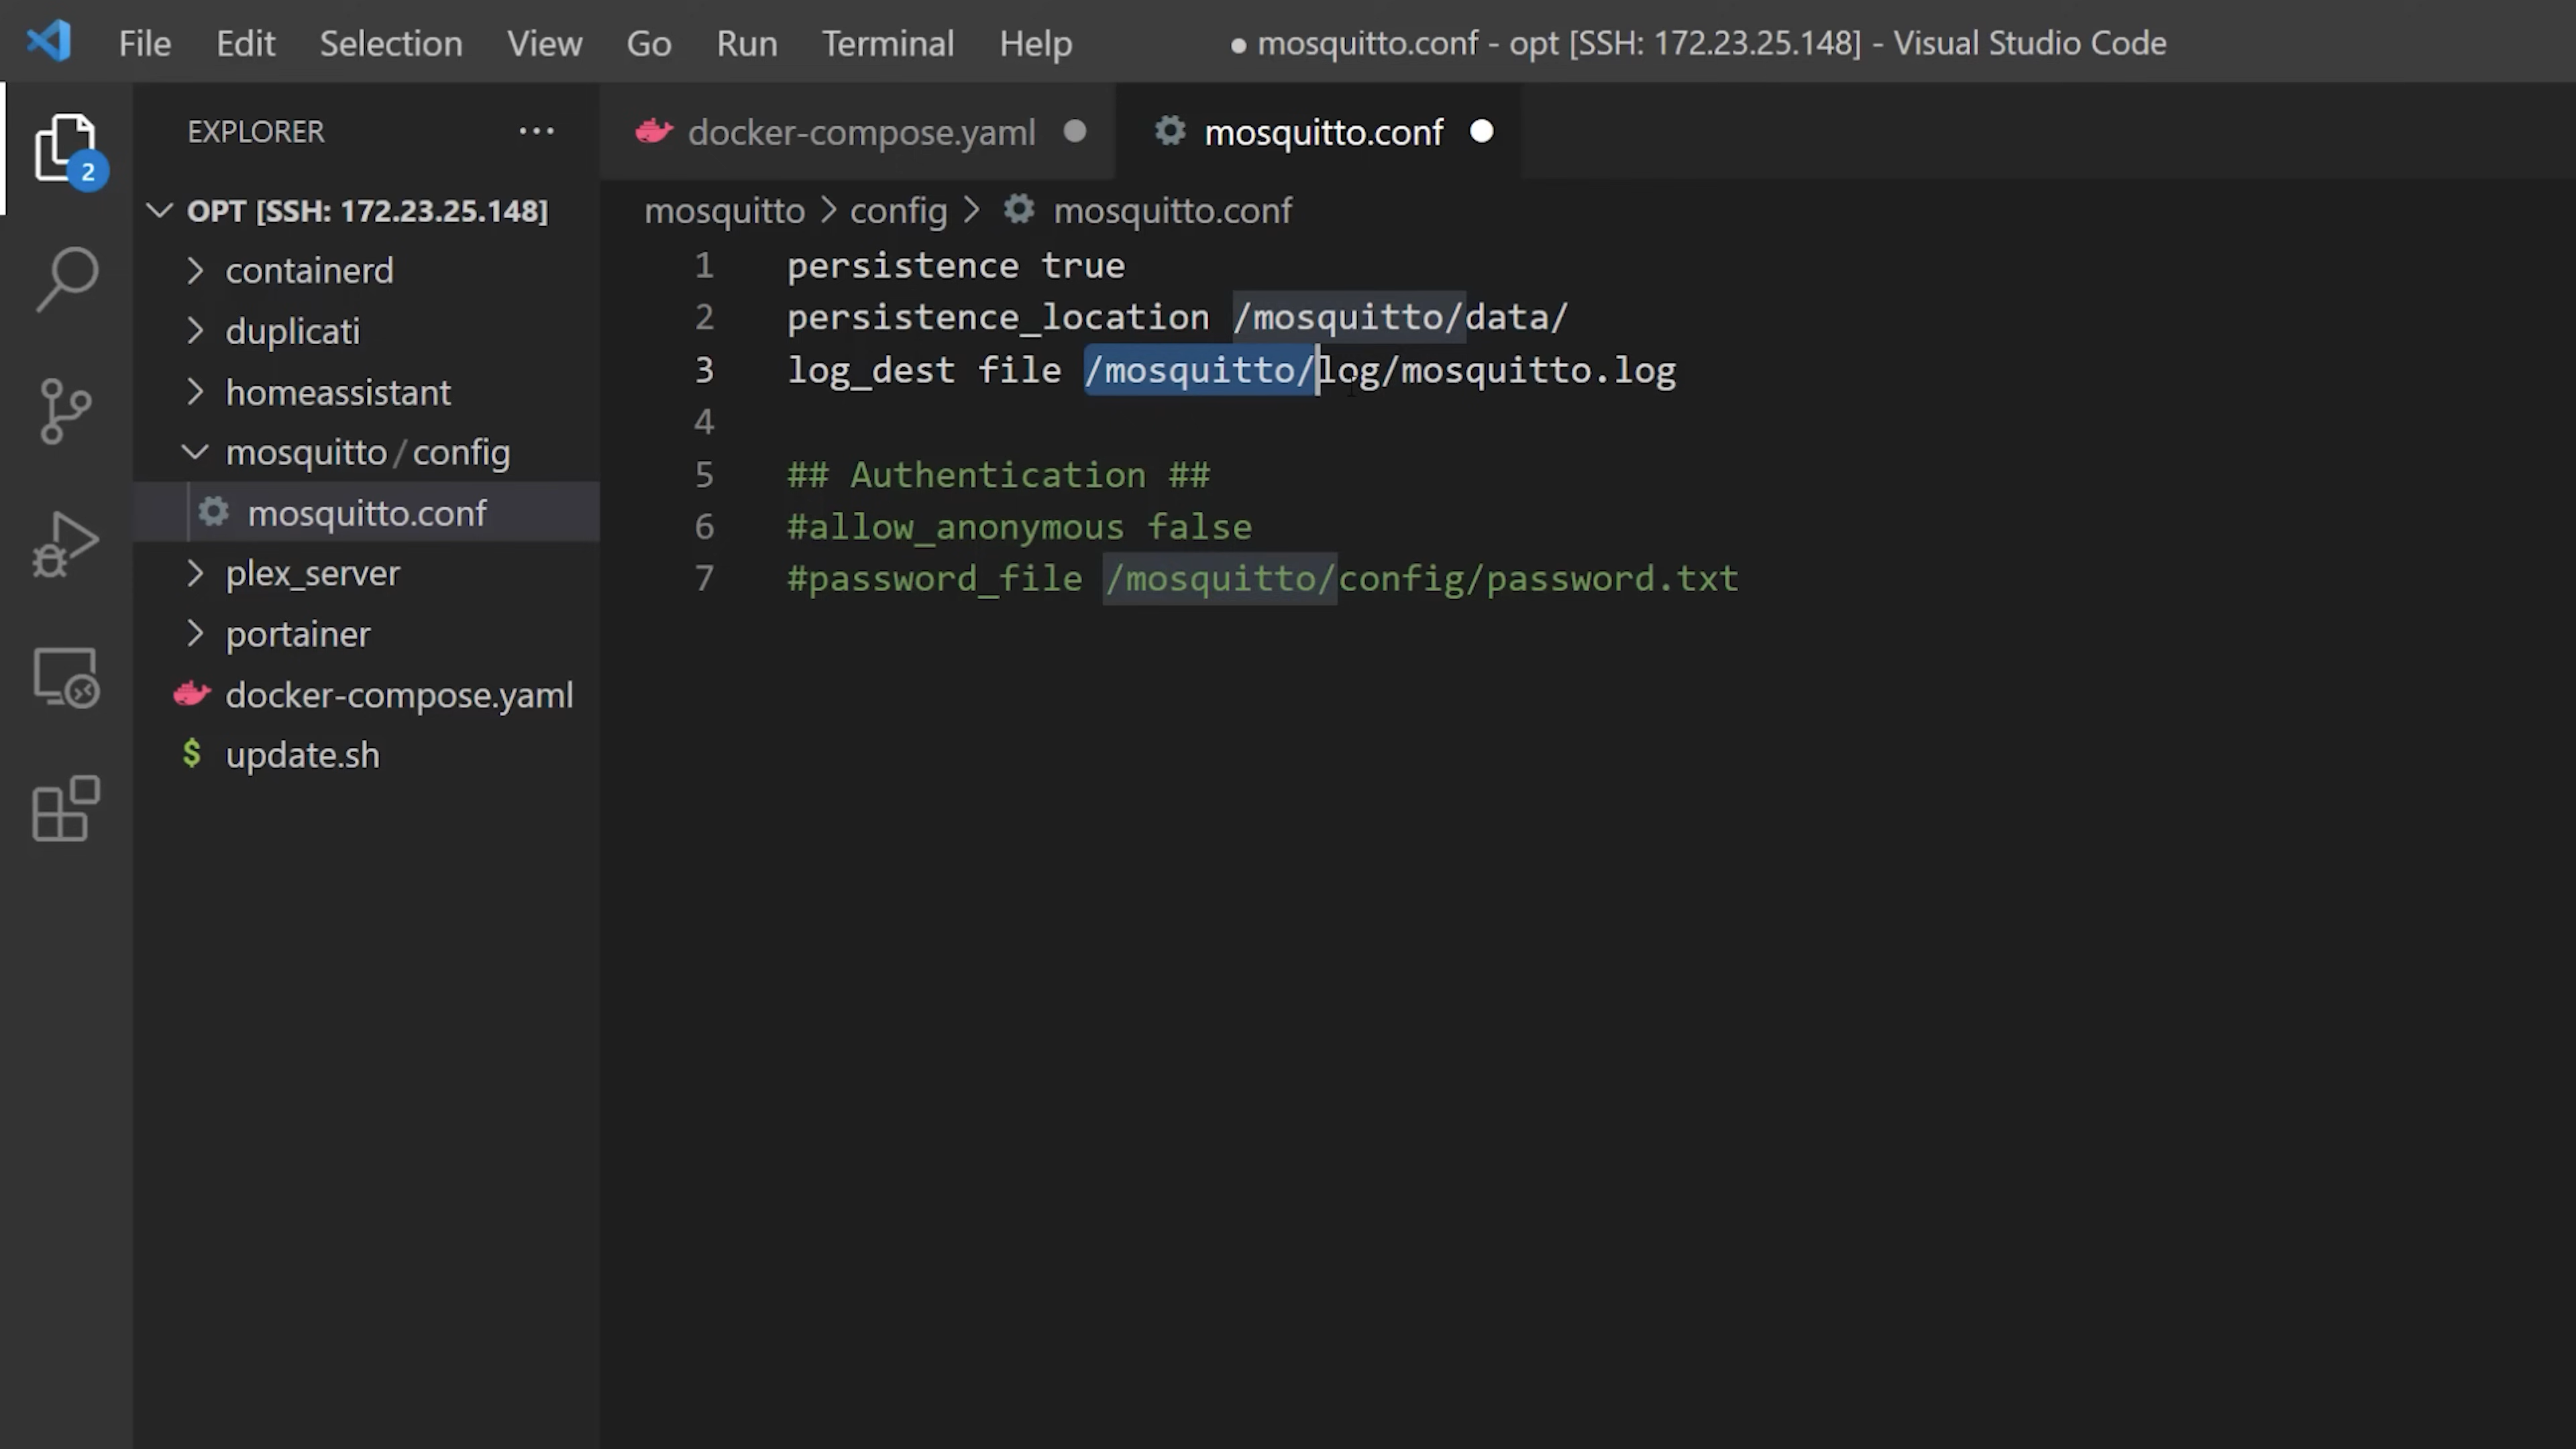 File Edit Selection View Go Run Terminal Help ● mosquitto.conf - opt [SSH: 172.23.25.148] - Visual Studio Code
EXPLORER ···
2
OPT [SSH: 172.23.25.148]
containerd
duplicati
homeassistant
mosquitto / config
mosquitto.conf
plex_server
portainer
docker-compose.yaml
$ update.sh
docker-compose.yaml ● mosquitto.conf ●
mosquitto > config > mosquitto.conf
1 persistence true
2 persistence_location /mosquitto/data/
3 log_dest file /mosquitto/log/mosquitto.log
4
5 ## Authentication ##
6 #allow_anonymous false
7 #password_file /mosquitto/config/password.txt